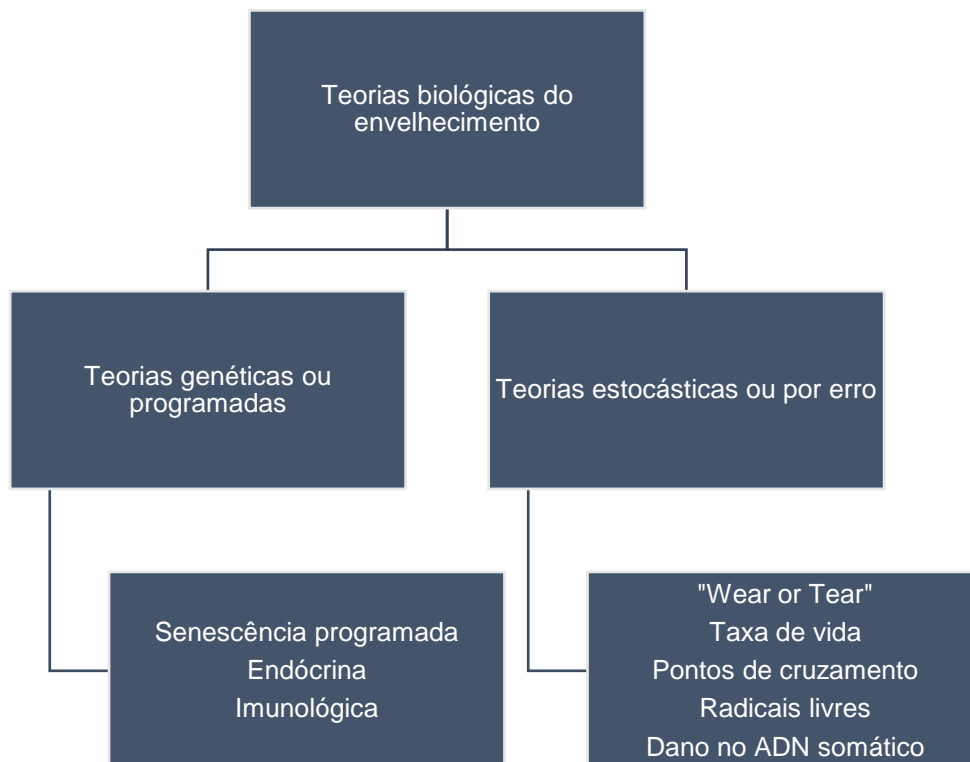 Teorias biológicas do
envelhecimento
Teorias genéticas ou
programadas
Teorias estocásticas ou por erro
Senescência programada
Endócrina
Imunológica
"Wear or Tear"
Taxa de vida
Pontos de cruzamento
Radicais livres
Dano no ADN somático